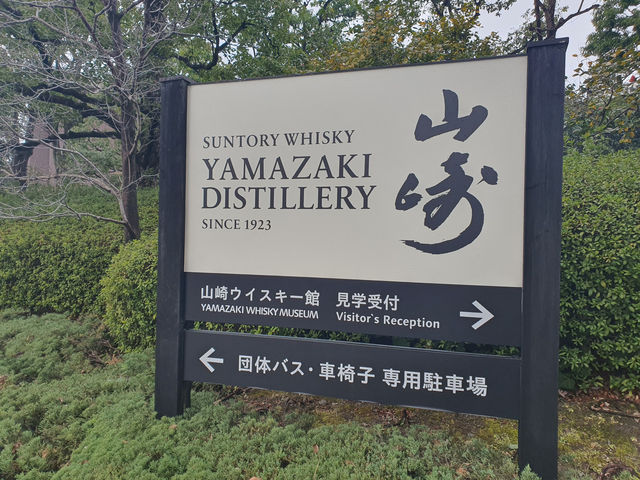 SUNTORY WHISKY
YAMAZAKI
DISTILLERY
SINCE 1923
山崎
山崎ウイスキー館 見学受付 →
YAMAZAKI WHISKY MUSEUM Visitor's Reception
← 団体バス・車椅子 専用駐車場